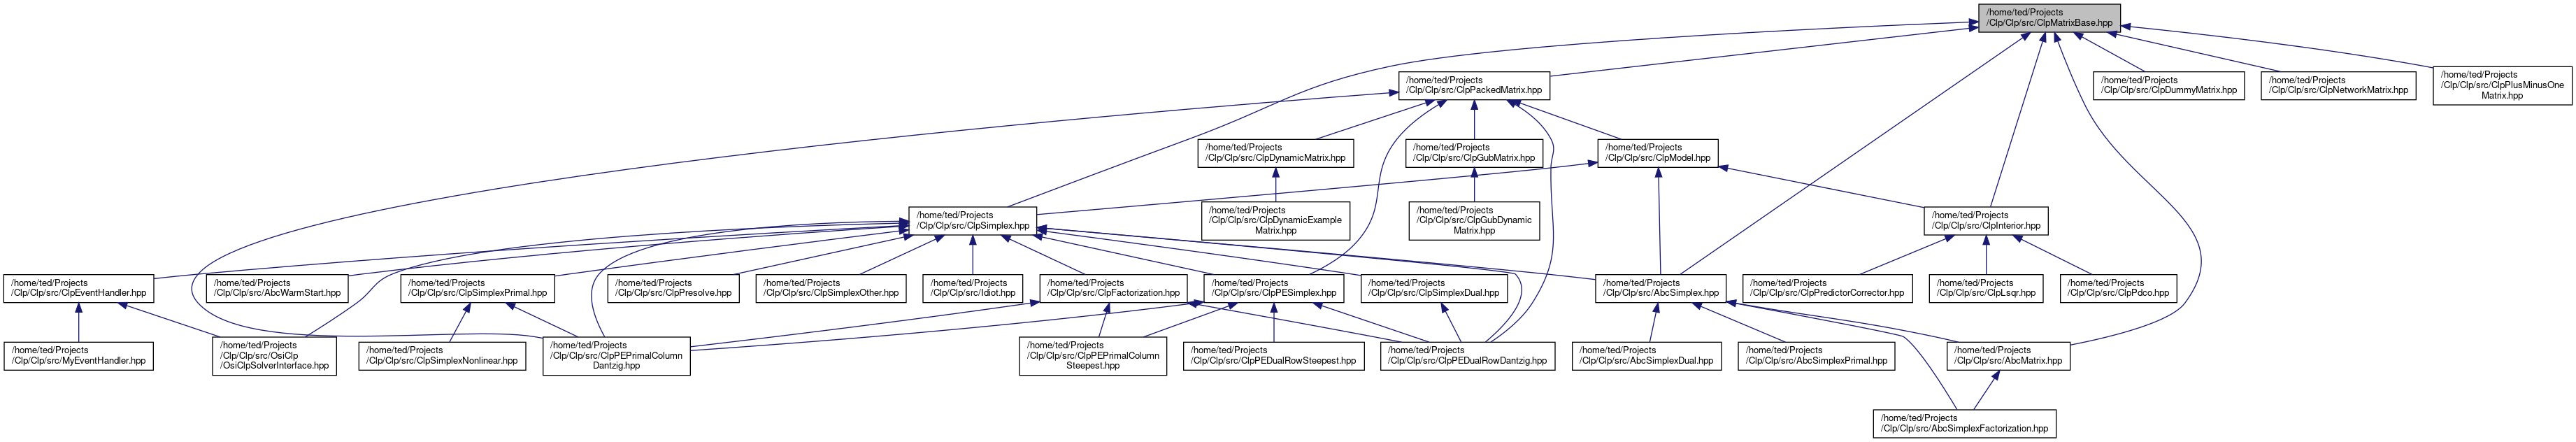 /home/ted/Projects
/Clp/Clp/src/ClpMatrixBase.hpp
/home/ted/Projects
/Clp/Clp/src/ClpPackedMatrix.hpp
/home/ted/Projects
/Clp/Clp/src/ClpDummyMatrix.hpp
/home/ted/Projects
/Clp/Clp/src/ClpNetworkMatrix.hpp
/home/ted/Projects
/Clp/Clp/src/ClpPlusMinusOne
Matrix.hpp
/home/ted/Projects
/Clp/Clp/src/ClpDynamicMatrix.hpp
/home/ted/Projects
/Clp/Clp/src/ClpGubMatrix.hpp
/home/ted/Projects
/Clp/Clp/src/ClpModel.hpp
/home/ted/Projects
/Clp/Clp/src/ClpSimplex.hpp
/home/ted/Projects
/Clp/Clp/src/ClpDynamicExample
Matrix.hpp
/home/ted/Projects
/Clp/Clp/src/ClpGubDynamic
Matrix.hpp
/home/ted/Projects
/Clp/Clp/src/ClpInterior.hpp
/home/ted/Projects
/Clp/Clp/src/ClpEventHandler.hpp
/home/ted/Projects
/Clp/Clp/src/AbcWarmStart.hpp
/home/ted/Projects
/Clp/Clp/src/ClpSimplexPrimal.hpp
/home/ted/Projects
/Clp/Clp/src/ClpPresolve.hpp
/home/ted/Projects
/Clp/Clp/src/ClpSimplexOther.hpp
/home/ted/Projects
/Clp/Clp/src/Idiot.hpp
/home/ted/Projects
/Clp/Clp/src/ClpFactorization.hpp
/home/ted/Projects
/Clp/Clp/src/ClpPESimplex.hpp
/home/ted/Projects
/Clp/Clp/src/ClpSimplexDual.hpp
/home/ted/Projects
/Clp/Clp/src/AbcSimplex.hpp
/home/ted/Projects
/Clp/Clp/src/ClpPredictorCorrector.hpp
/home/ted/Projects
/Clp/Clp/src/ClpLsqr.hpp
/home/ted/Projects
/Clp/Clp/src/ClpPdco.hpp
/home/ted/Projects
/Clp/Clp/src/MyEventHandler.hpp
/home/ted/Projects
/Clp/Clp/src/OsiClp
/OsiClpSolverInterface.hpp
/home/ted/Projects
/Clp/Clp/src/ClpSimplexNonlinear.hpp
/home/ted/Projects
/Clp/Clp/src/ClpPEPrimalColumn
Dantzig.hpp
/home/ted/Projects
/Clp/Clp/src/ClpPEPrimalColumn
Steepest.hpp
/home/ted/Projects
/Clp/Clp/src/ClpPEDualRowSteepest.hpp
/home/ted/Projects
/Clp/Clp/src/ClpPEDualRowDantzig.hpp
/home/ted/Projects
/Clp/Clp/src/AbcSimplexDual.hpp
/home/ted/Projects
/Clp/Clp/src/AbcSimplexPrimal.hpp
/home/ted/Projects
/Clp/Clp/src/AbcMatrix.hpp
/home/ted/Projects
/Clp/Clp/src/AbcSimplexFactorization.hpp